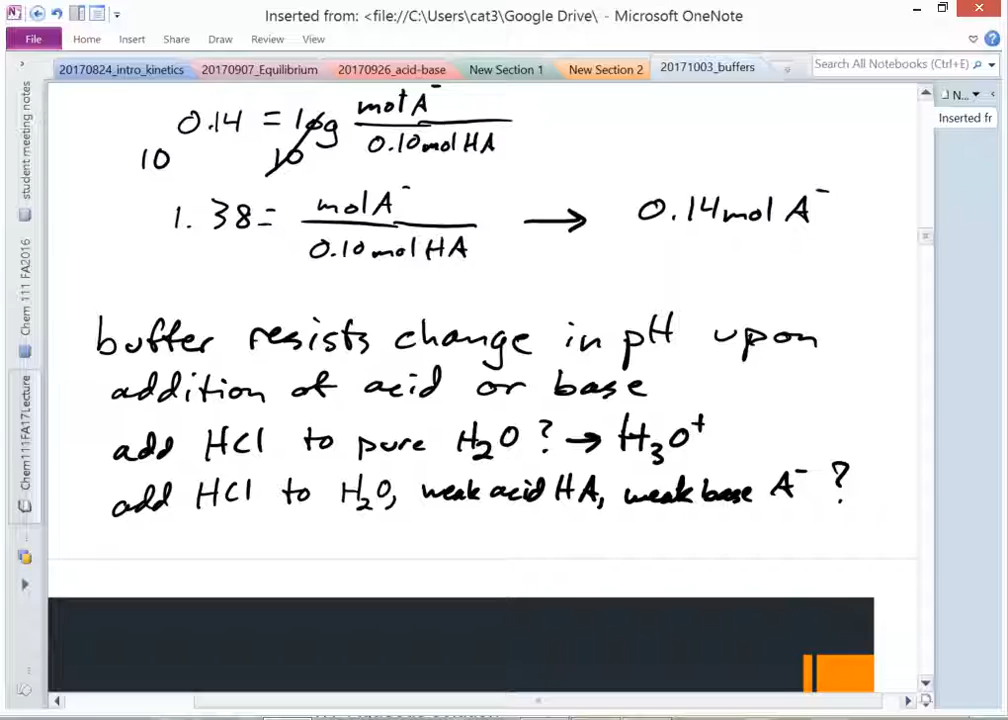 Inserted from: <file://C:\Users\cat3\Google Drive\ - Microsoft OneNote
File Home Insert Share Draw Review View
20170824_intro_kinetics 20170907_Equilibrium 20170926_acid-base New Section 1 New Section 2 20171003_buffers Search All Notebooks (Ctrl+E)
N...
Inserted fr
student meeting notes
Chem 111 FA2016
Chem111FA17Lecture
0.14 = log mol A⁻ / 0.10 mol HA
10 10
1.38 = mol A⁻ / 0.10 mol HA → 0.14 mol A⁻
buffer resists change in pH upon
addition of acid or base
add HCl to pure H₂O ? → H₃O⁺
add HCl to H₂O, weak acid HA, weak base A⁻ ?